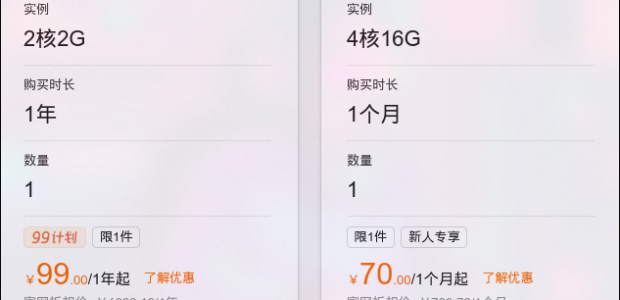 实例
2核2G
购买时长
1年
数量
1
99计划 限1件
¥99.00/1年起 了解优惠
实例
4核16G
购买时长
1个月
数量
1
限1件 新人专享
¥70.00/1个月起 了解优惠